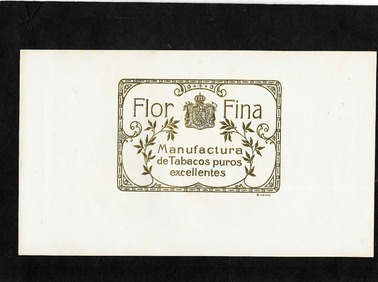 Flor Fina
Manufactura
de Tabacos puros
excellentes